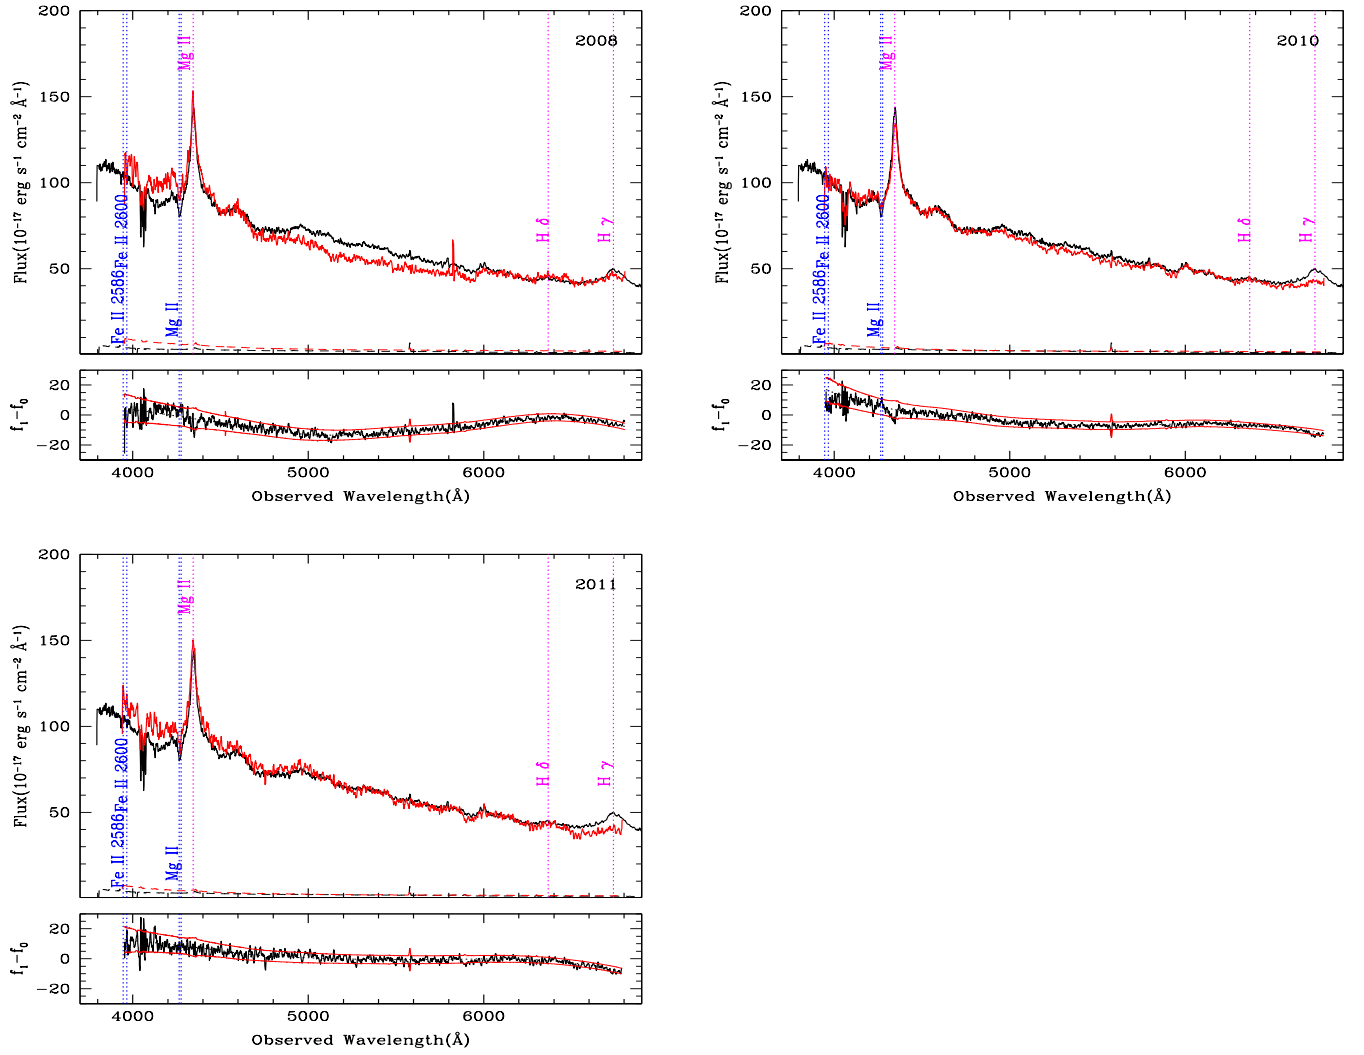 200
150
100
50
Flux(10⁻¹⁷ erg s⁻¹ cm⁻² Å⁻¹)
2008
Mg II
Fe II 2586
Fe II 2600
Mg II
H δ
H γ
20
0
−20
f₁−f₀
4000 5000 6000
Observed Wavelength(Å)
200
150
100
50
Flux(10⁻¹⁷ erg s⁻¹ cm⁻² Å⁻¹)
2010
Mg II
Fe II 2586
Fe II 2600
Mg II
H δ
H γ
20
0
−20
f₁−f₀
4000 5000 6000
Observed Wavelength(Å)
200
150
100
50
Flux(10⁻¹⁷ erg s⁻¹ cm⁻² Å⁻¹)
2011
Mg II
Fe II 2586
Fe II 2600
Mg II
H δ
H γ
20
0
−20
f₁−f₀
4000 5000 6000
Observed Wavelength(Å)